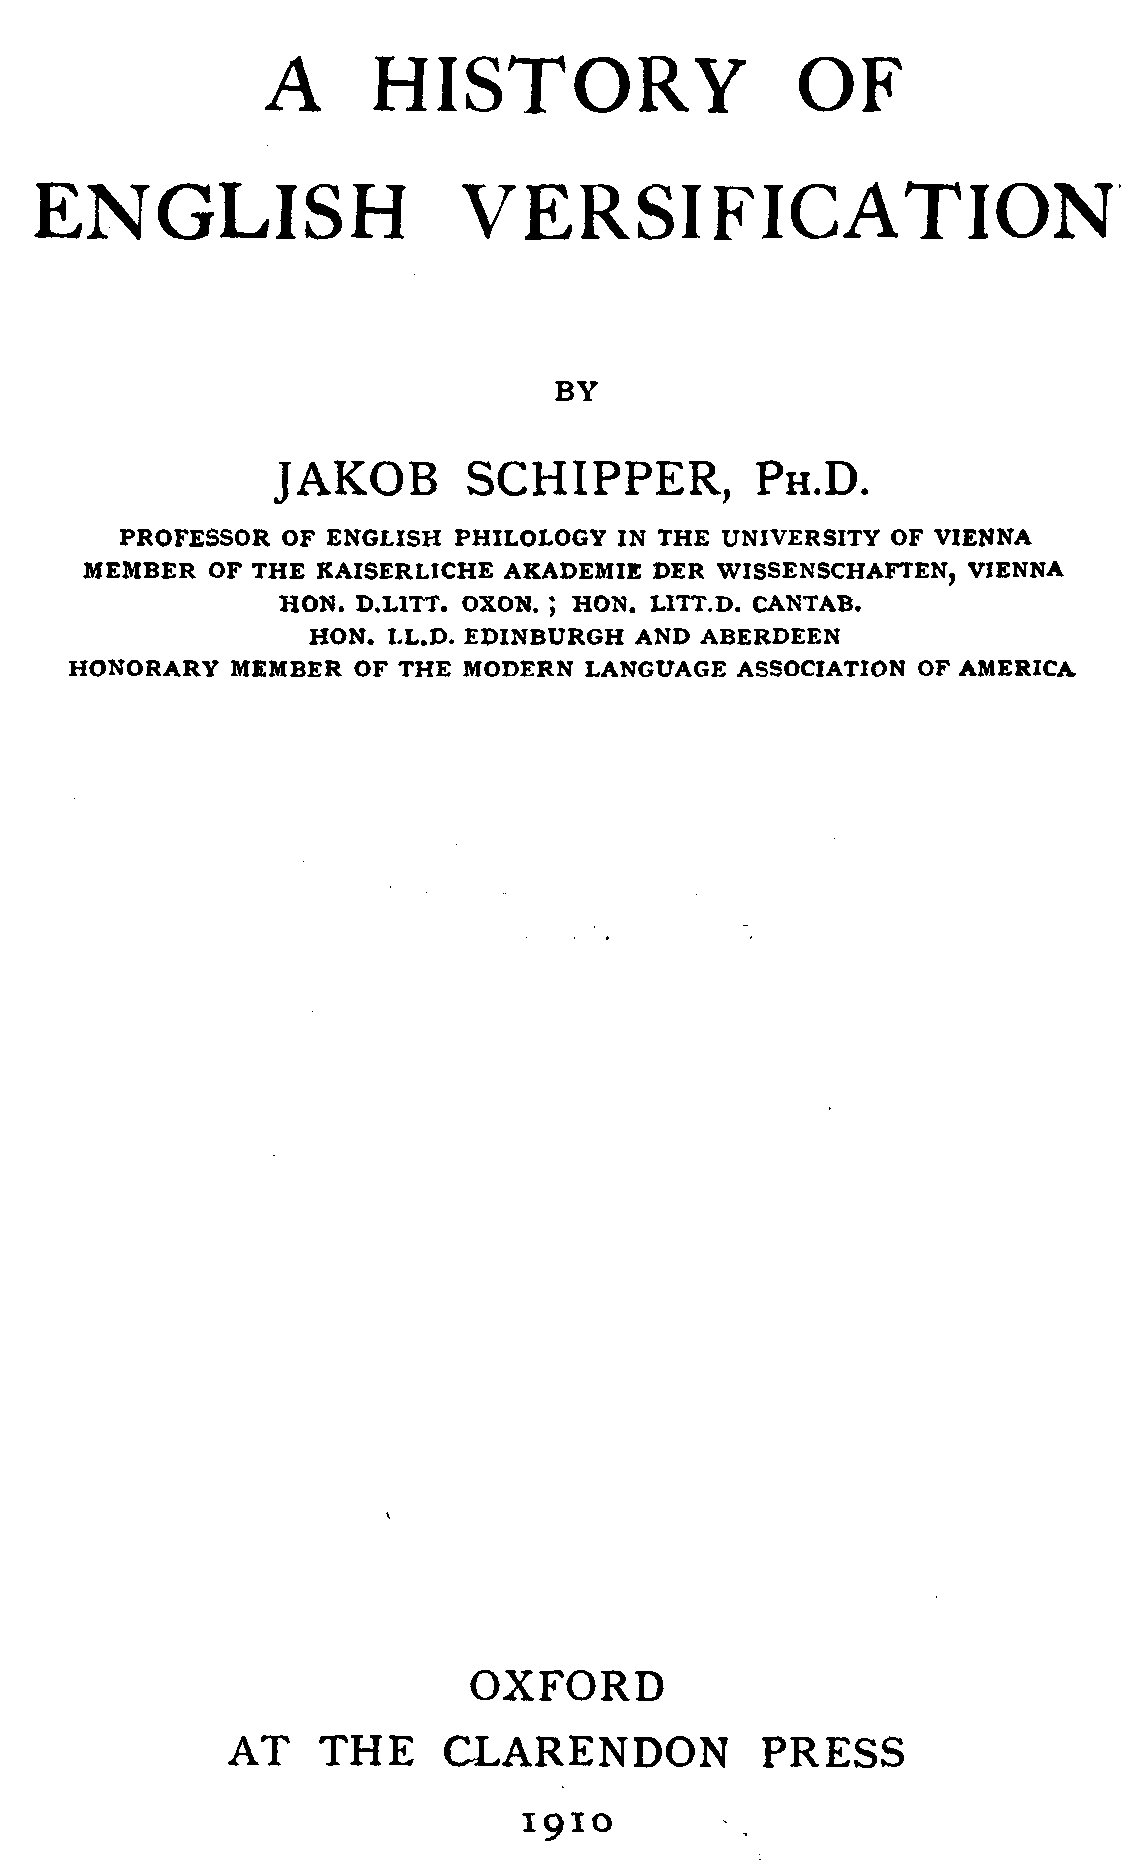 A HISTORY OF
ENGLISH VERSIFICATION
BY
JAKOB SCHIPPER, PH.D.
PROFESSOR OF ENGLISH PHILOLOGY IN THE UNIVERSITY OF VIENNA
MEMBER OF THE KAISERLICHE AKADEMIE DER WISSENSCHAFTEN, VIENNA
HON. D.LITT. OXON.; HON. LITT.D. CANTAB.
HON. LL.D. EDINBURGH AND ABERDEEN
HONORARY MEMBER OF THE MODERN LANGUAGE ASSOCIATION OF AMERICA
OXFORD
AT THE CLARENDON PRESS
1910